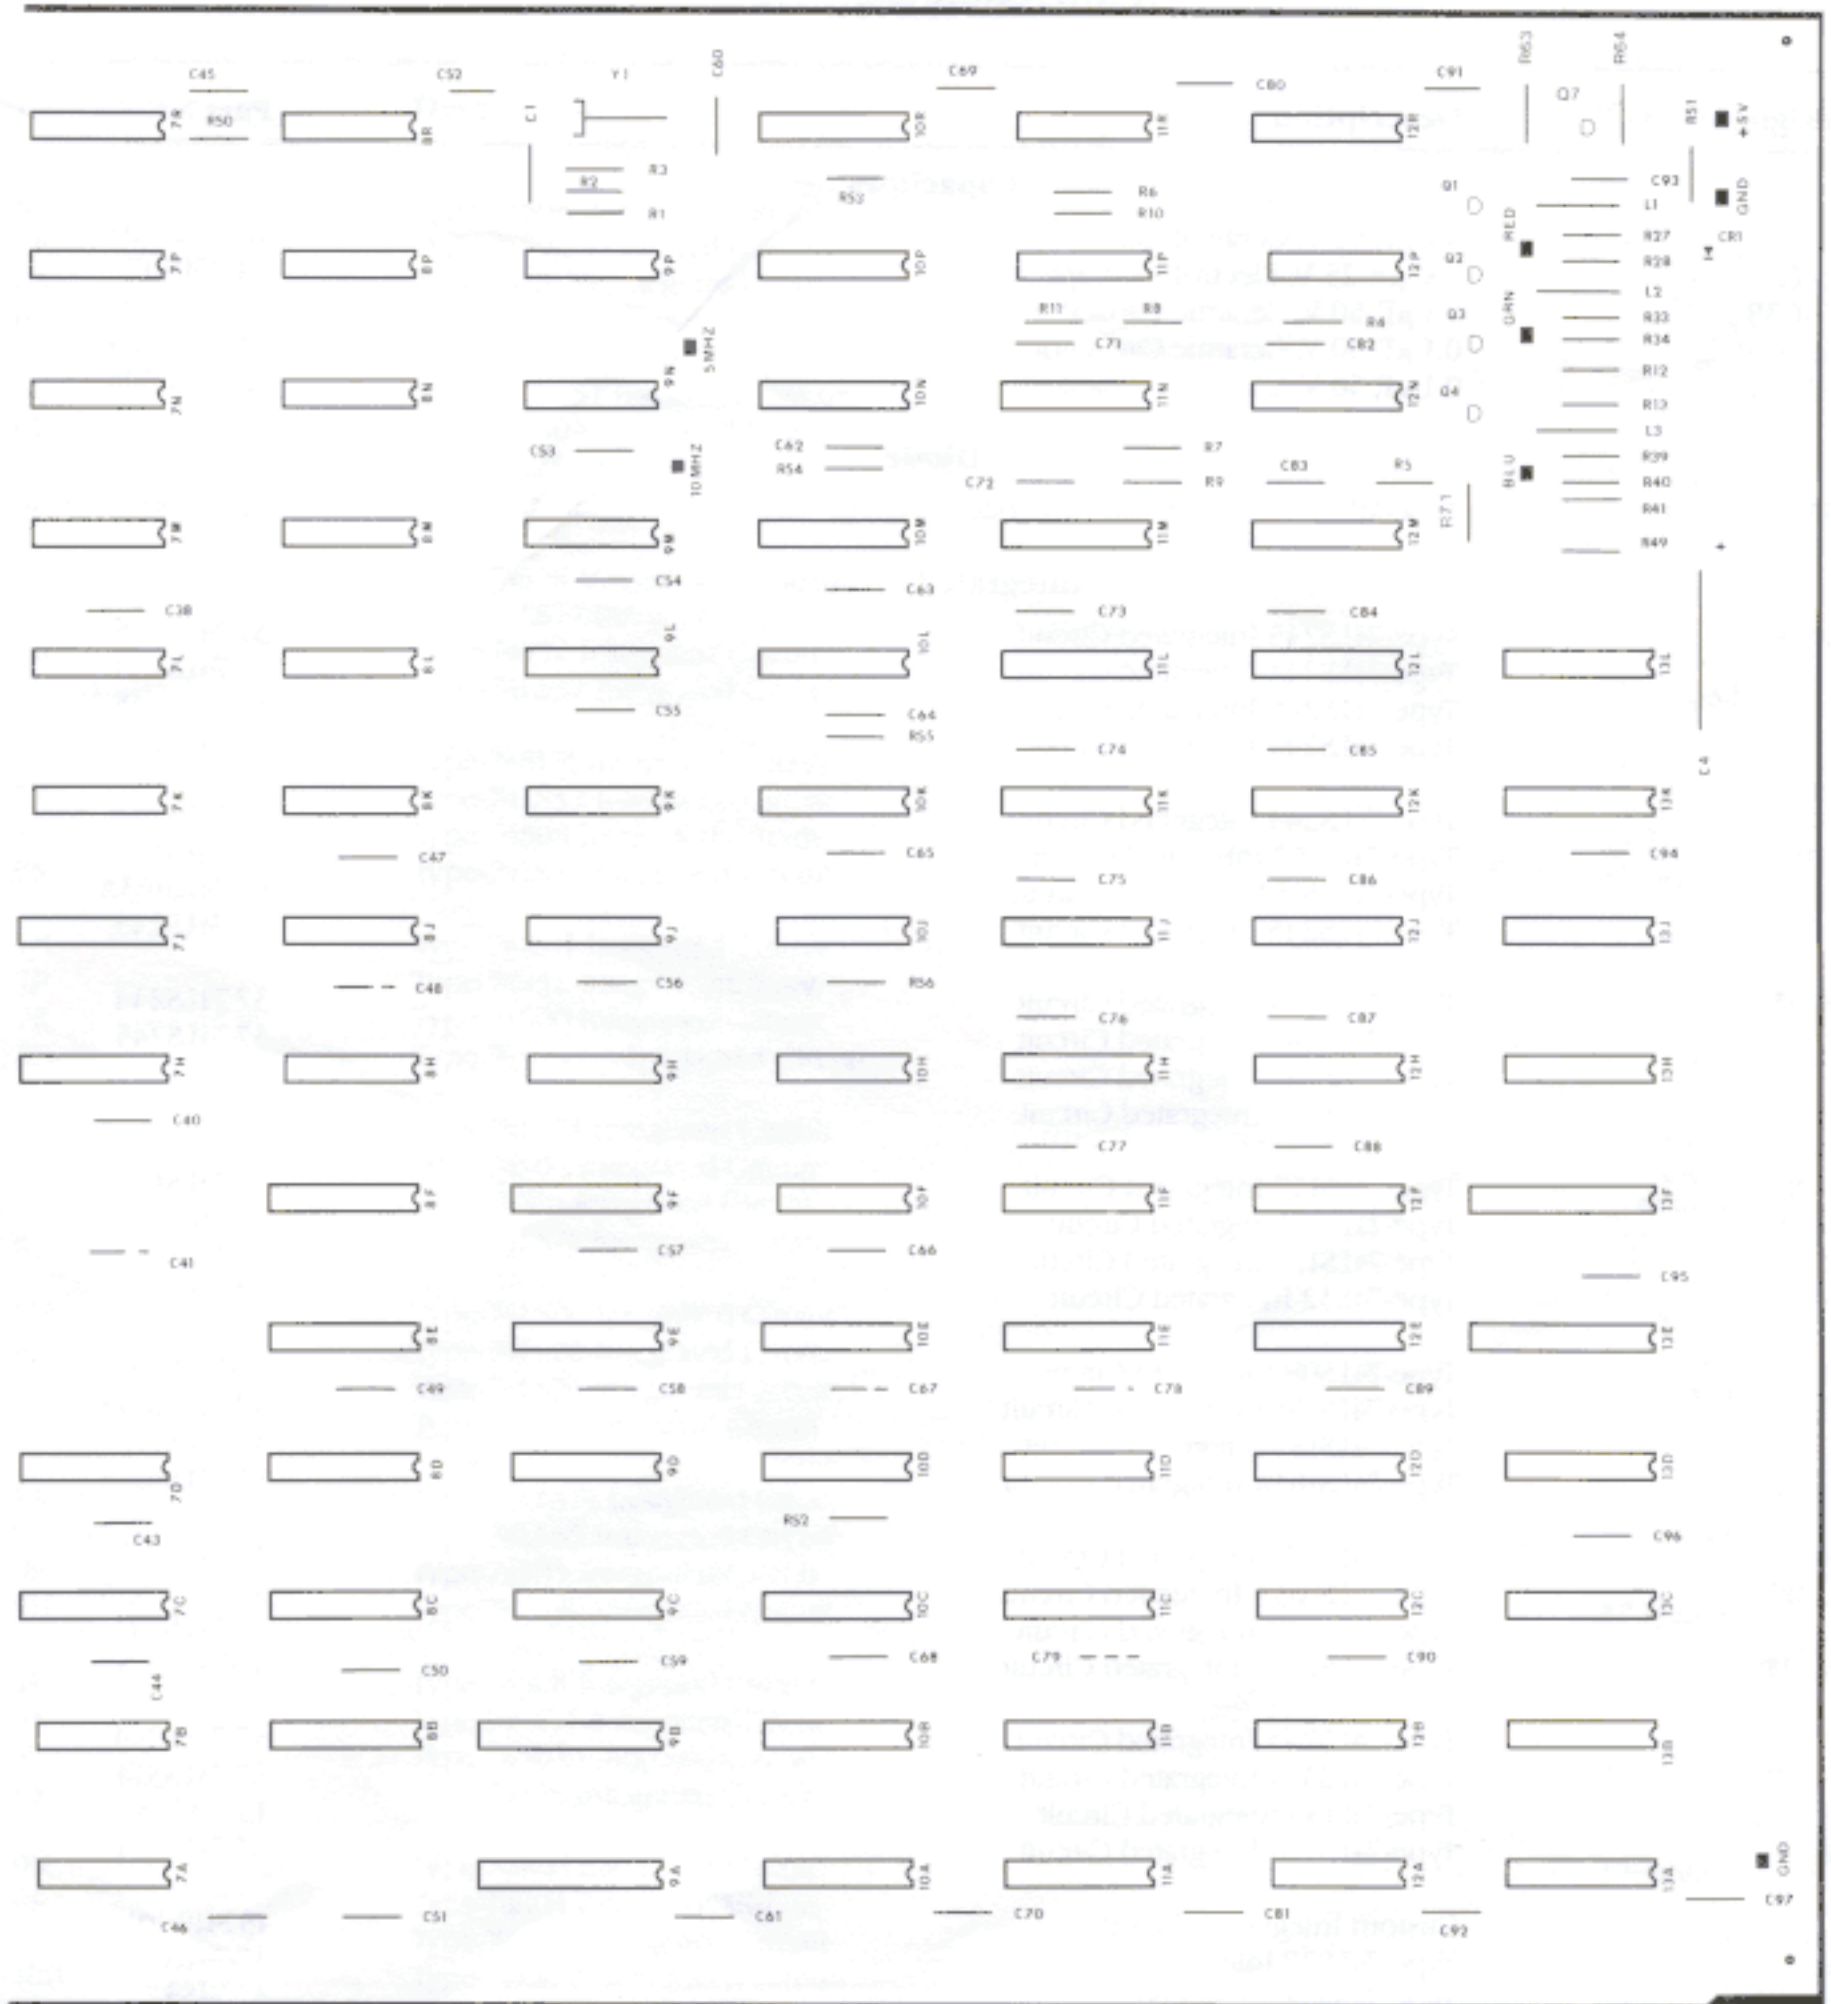 C45 C52 Y1 C60 C69 C80 C91 R63 R64
7R R50 8R C1 10R 11R 12R Q7 R51 +5V
R3
R2 R53 R6 Q1 C93
R1 R10 L1 GND
RED R27 CR1
7P 8P 9P 10P 11P 12P Q2 R28
L2
R11 R8 R4 Q3 GRN R33
5MHZ C71 C82 R34
9N R12
7N 8N 10N 11N 12N Q4 R13
L3
C53 C62 R7 R39
10MHZ R54 C83 R5 BLU
C72 R9 R40
R71 R41
7M 8M 9M 10M 11M 12M R49 +
C54 C63
C38 C73 C84
7L 8L 9L 10L 11L 12L 13L
C55 C64
R55
C74 C85 C4
7K 8K 9K 10K 11K 12K 13K
C47 C65 C94
C75 C86
7J 8J 9J 10J 11J 12J 13J
C48 C56 R56
C76 C87
7H 8H 9H 10H 11H 12H 13H
C40
C77 C88
8F 9F 10F 11F 12F 13F
C41 C57 C66
C95
8E 9E 10E 11E 12E 13E
C49 C58 C67 C78 C89
7D 8D 9D 10D 11D 12D 13D
C43 R52 C96
7C 8C 9C 10C 11C 12C 13C
C44 C50 C59 C68 C79 C90
7B 8B 9B 10B 11B 12B 13B
7A 9A 10A 11A 12A 13A GND
C46 C51 C61 C70 C81 C92 C97